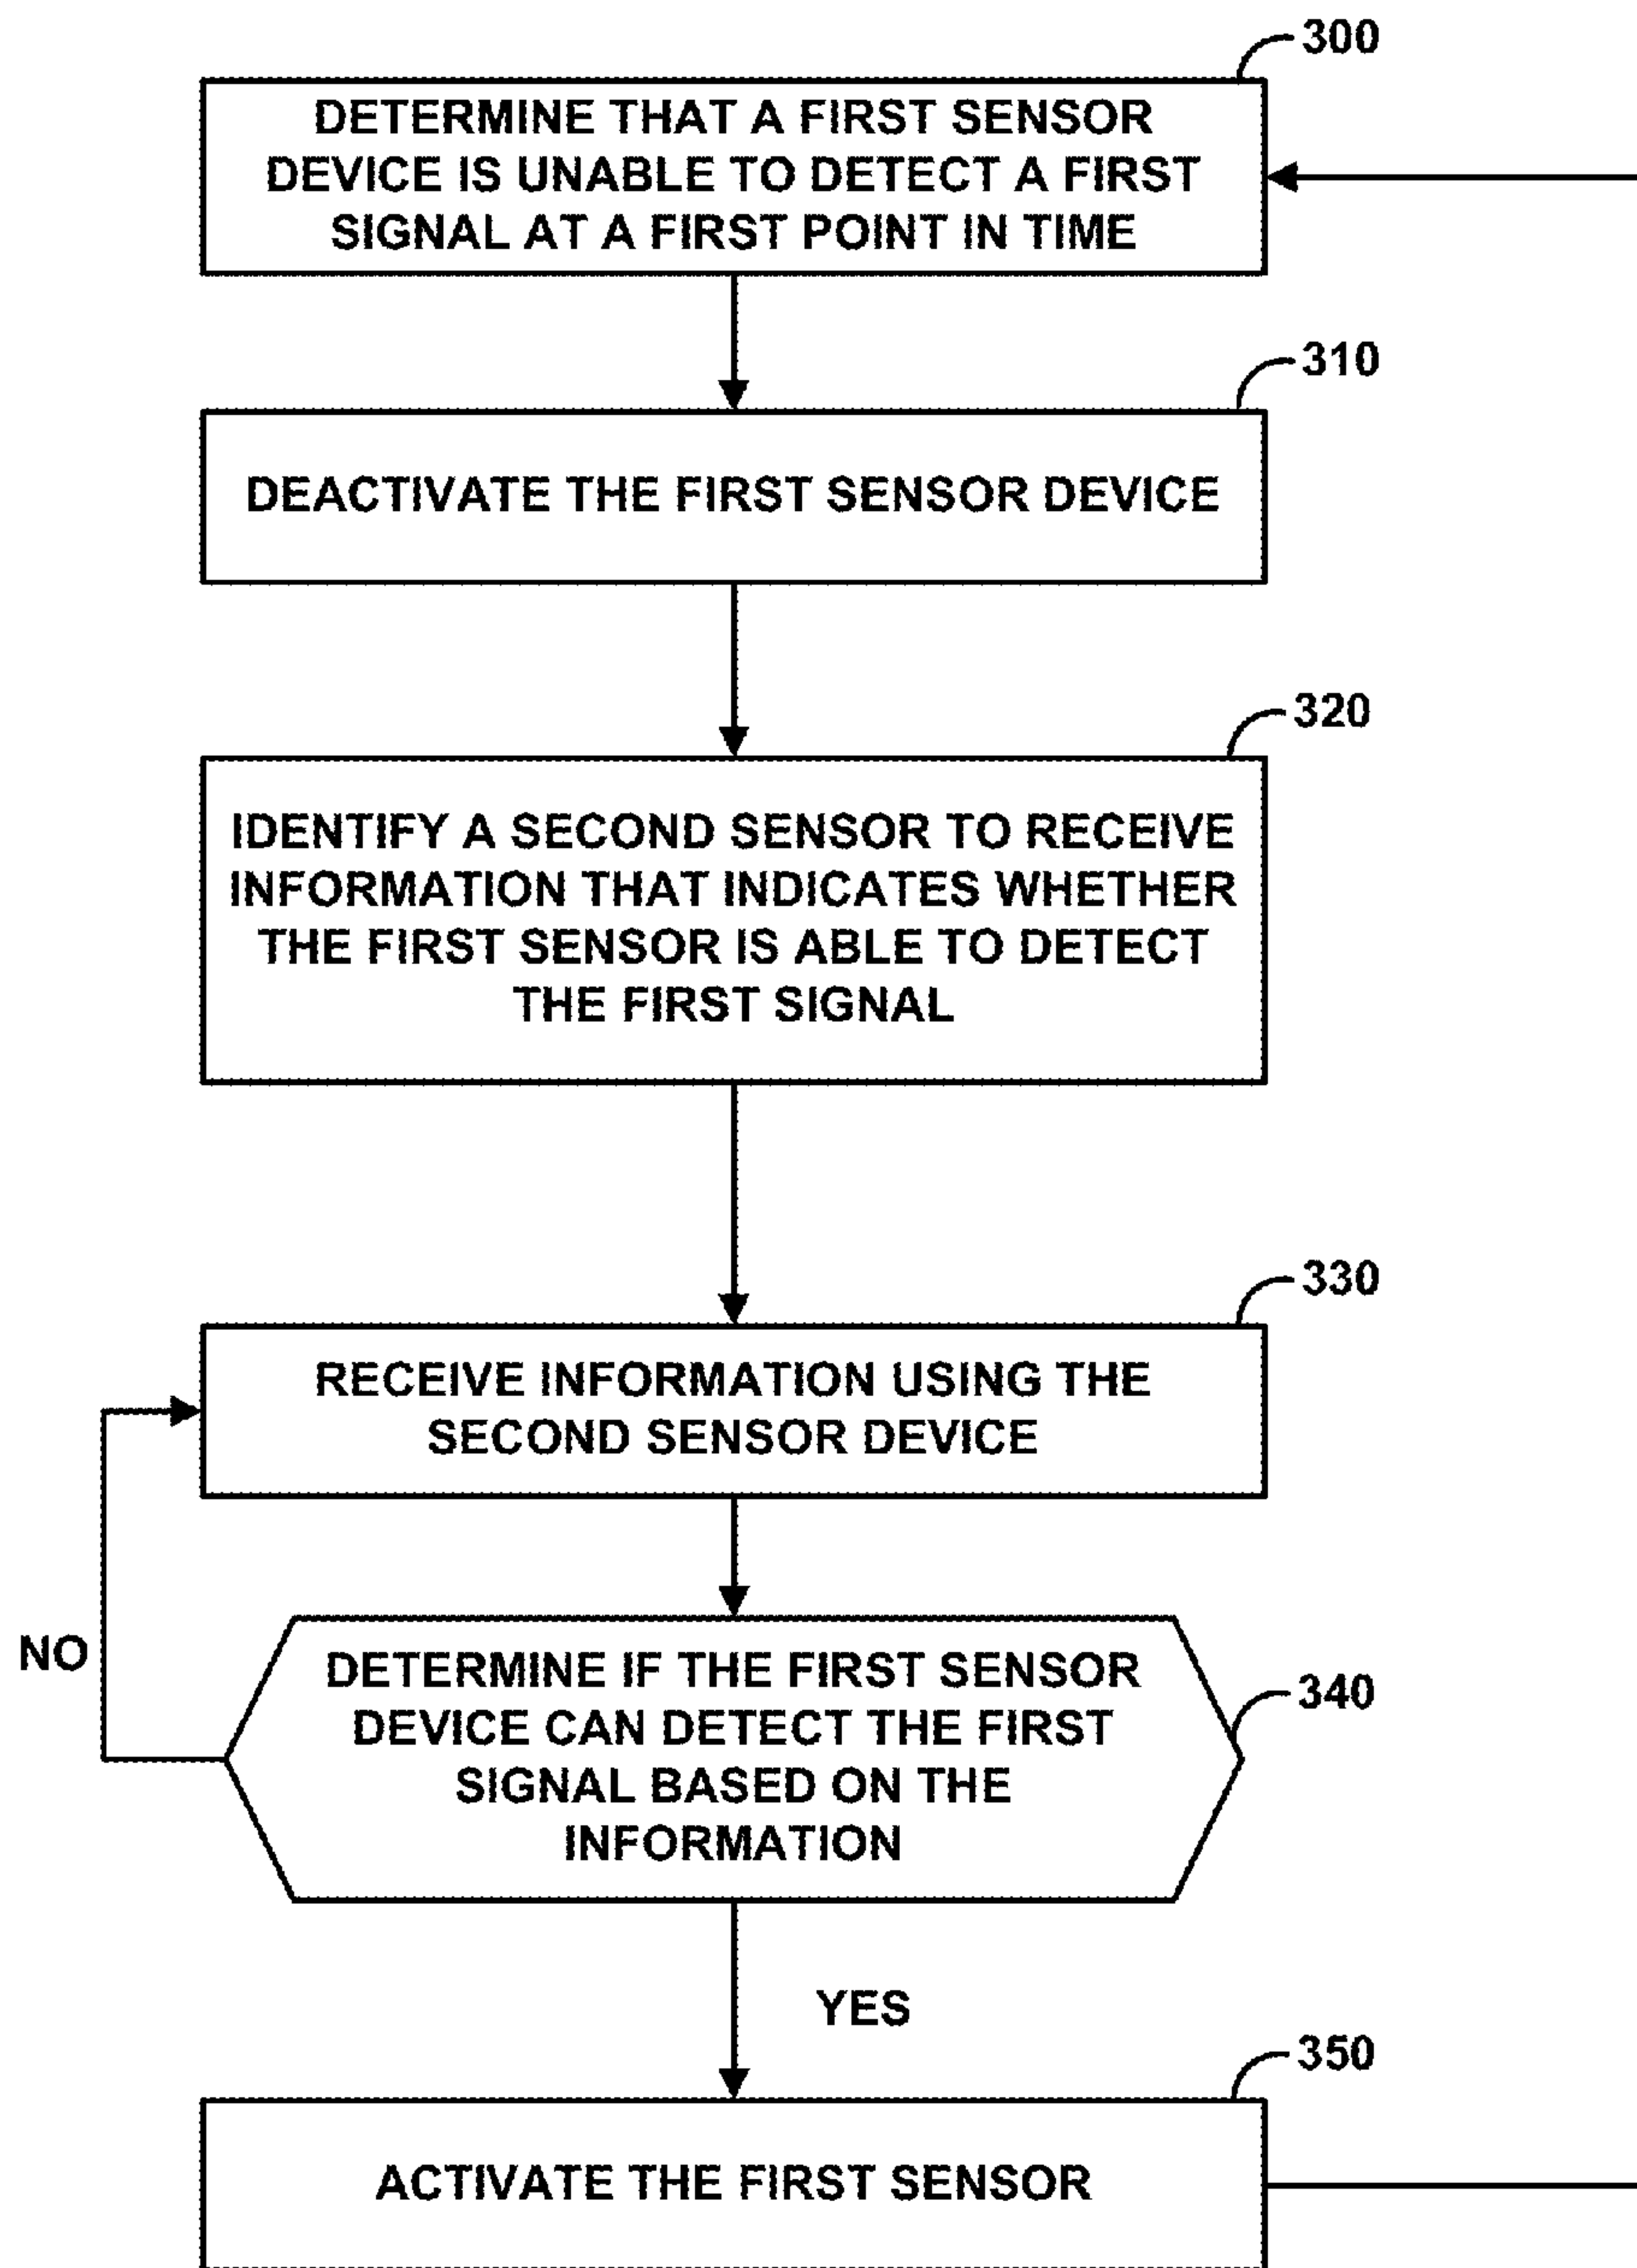 300
DETERMINE THAT A FIRST SENSOR
DEVICE IS UNABLE TO DETECT A FIRST
SIGNAL AT A FIRST POINT IN TIME
310
DEACTIVATE THE FIRST SENSOR DEVICE
320
IDENTIFY A SECOND SENSOR TO RECEIVE
INFORMATION THAT INDICATES WHETHER
THE FIRST SENSOR IS ABLE TO DETECT
THE FIRST SIGNAL
330
RECEIVE INFORMATION USING THE
SECOND SENSOR DEVICE
NO
DETERMINE IF THE FIRST SENSOR
DEVICE CAN DETECT THE FIRST
SIGNAL BASED ON THE
INFORMATION
340
YES
350
ACTIVATE THE FIRST SENSOR